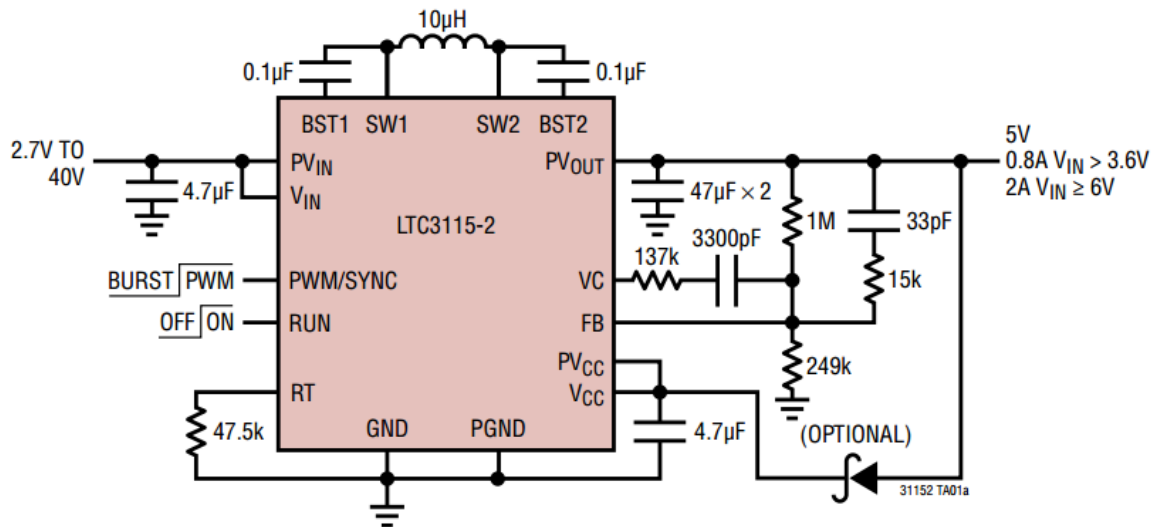 10µH
0.1µF
0.1µF
BST1 SW1 SW2 BST2
2.7V TO
40V
PVIN
VIN
4.7µF
PVOUT
5V
0.8A VIN > 3.6V
2A VIN ≥ 6V
47µF × 2
1M
33pF
LTC3115-2
3300pF
137k
15k
BURST PWM
PWM/SYNC
VC
OFF ON
RUN
FB
PVCC
249k
RT
VCC
47.5k
GND PGND
4.7µF
(OPTIONAL)
31152 TA01a